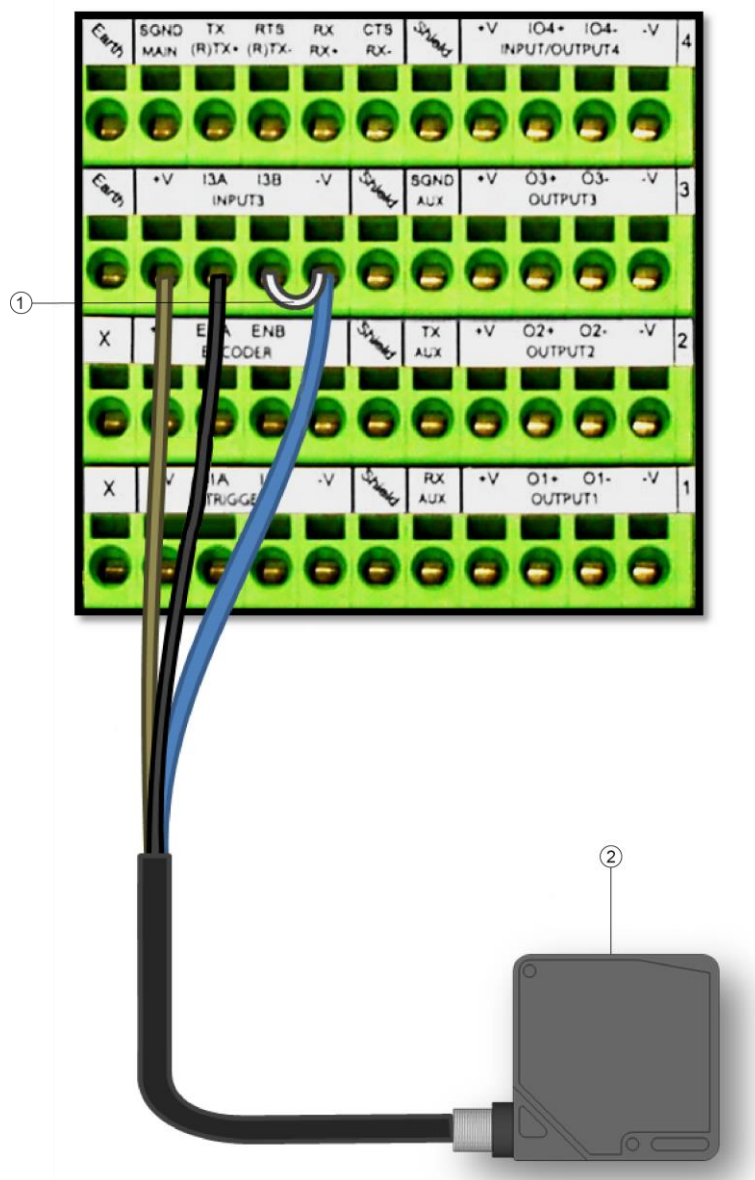 Earth SGND TX RTS RX CTS Shield +V IO4+ IO4- -V 4
MAIN (R)TX+ (R)TX- RX+ RX- INPUT/OUTPUT4
Earth +V I3A I3B -V Shield SGND +V O3+ O3- -V 3
INPUT3 AUX OUTPUT3
1
X ENB Shield TX +V O2+ O2- -V 2
AUX OUTPUT2
X -V Shield RX +V O1+ O1- -V 1
AUX OUTPUT1
2